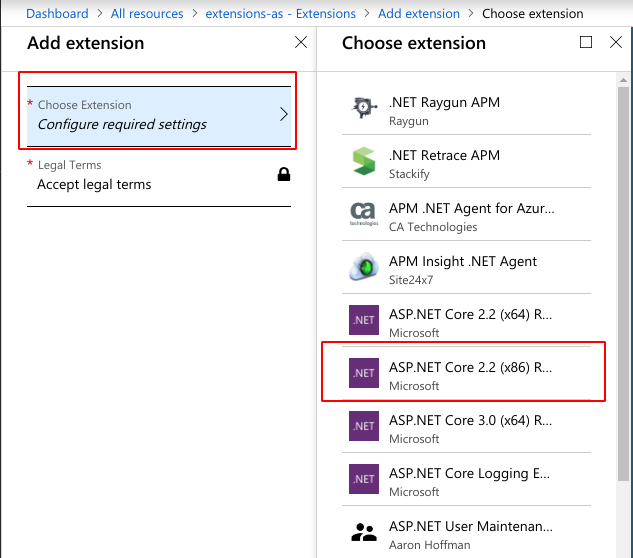 Dashboard > All resources > extensions-as - Extensions > Add extension > Choose extension
Add extension
* Choose Extension
Configure required settings
* Legal Terms
Accept legal terms
Choose extension
.NET Raygun APM
Raygun
.NET Retrace APM
Stackify
ca
technologies
APM .NET Agent for Azur...
CA Technologies
APM Insight .NET Agent
Site24x7
.NET
ASP.NET Core 2.2 (x64) R...
Microsoft
.NET
ASP.NET Core 2.2 (x86) R...
Microsoft
.NET
ASP.NET Core 3.0 (x64) R...
Microsoft
.NET
ASP.NET Core Logging E...
Microsoft
ASP.NET User Maintenan...
Aaron Hoffman